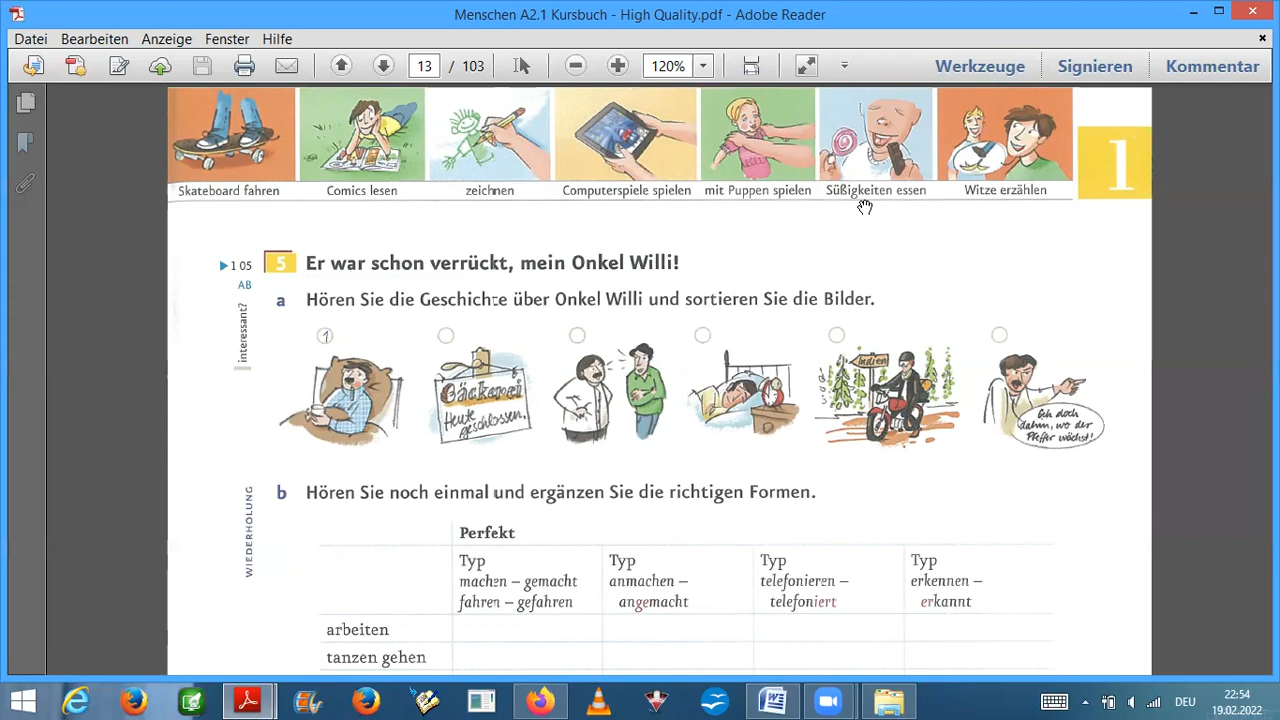 Menschen A2.1 Kursbuch - High Quality.pdf - Adobe Reader
Datei Bearbeiten Anzeige Fenster Hilfe
13 / 103 120% Werkzeuge Signieren Kommentar
Skateboard fahren Comics lesen zeichnen Computerspiele spielen mit Puppen spielen Süßigkeiten essen Witze erzählen
1
1 05 5 Er war schon verrückt, mein Onkel Willi!
AB
interessant?
a Hören Sie die Geschichte über Onkel Willi und sortieren Sie die Bilder.
1
Bäckerei
Heute
geschlossen.
Indien
Geh doch
dahin, wo der
Pfeffer wächst!
WIEDERHOLUNG
b Hören Sie noch einmal und ergänzen Sie die richtigen Formen.
Perfekt
Typ Typ Typ Typ
machen – gemacht anmachen – telefonieren – erkennen –
fahren – gefahren angemacht telefoniert erkannt
arbeiten
tanzen gehen
DEU
22:54
19.02.2022